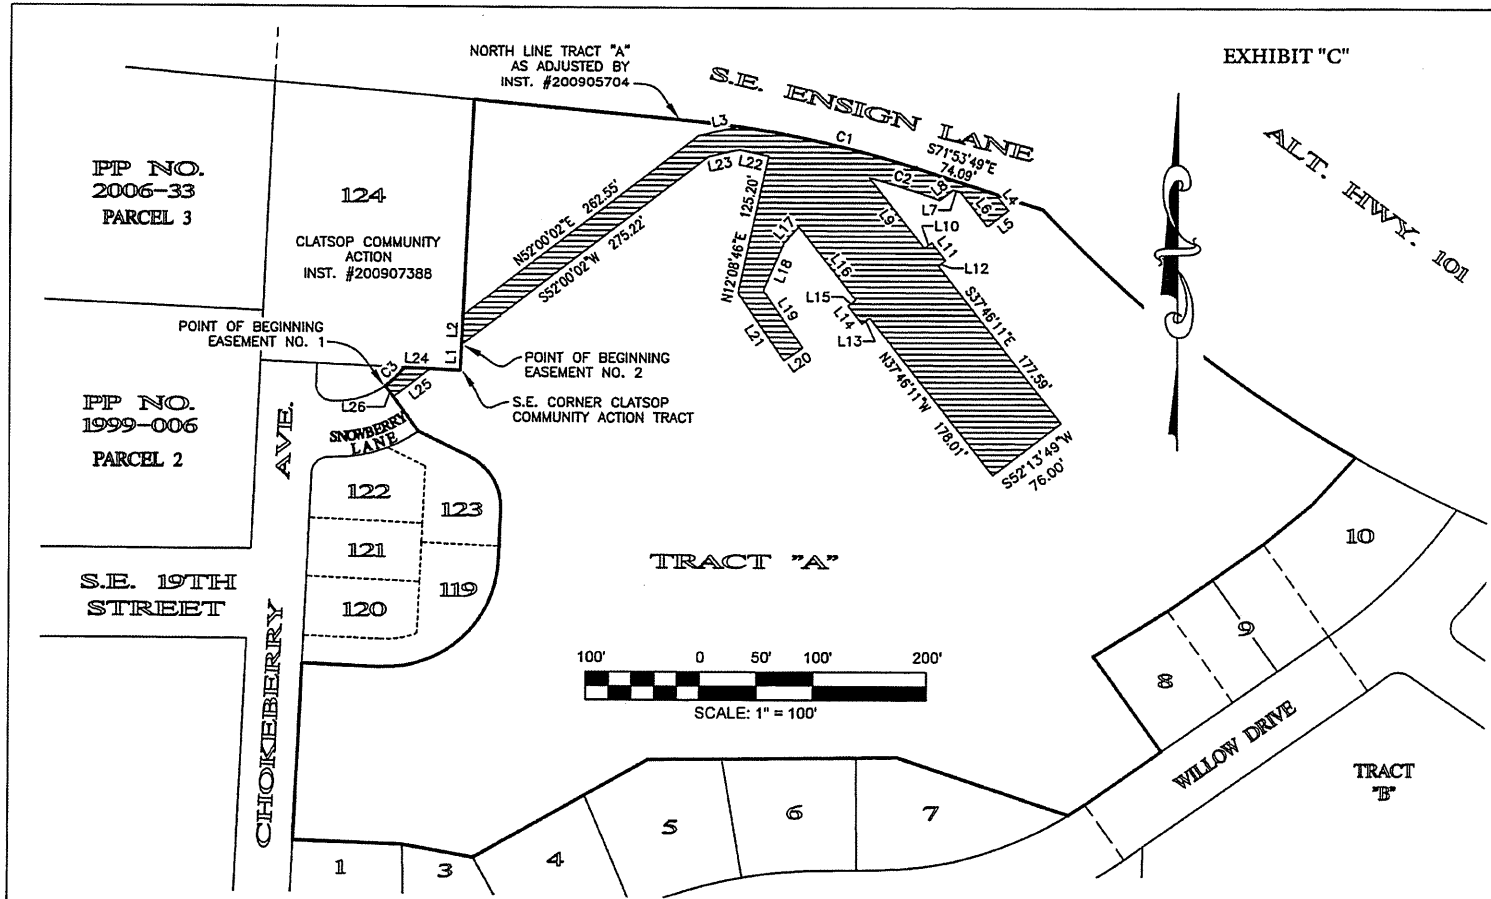 EXHIBIT "C"
NORTH LINE TRACT "A"
AS ADJUSTED BY
INST. #200905704
S.E. ENSIGN LANE
ALT. HWY. 101
PP NO.
2006-33
PARCEL 3
124
CLATSOP COMMUNITY
ACTION
INST. #200907388
L3
C1
S71°53'49"E
74.09'
L4
L5
L6
L7
L8
C2
L9
L10
L11
L12
L23
L22
N52°00'02"E 262.55'
S52°00'02"W 275.22'
N12°08'46"E 125.20'
L17
L18
L16
L15
L14
L13
L19
L20
L21
S37°46'11"E 177.59'
N37°46'11"W 178.01'
S52°13'49"W
76.00'
POINT OF BEGINNING
EASEMENT NO. 1
L2
L1
L24
C3
L25
L26
POINT OF BEGINNING
EASEMENT NO. 2
S.E. CORNER CLATSOP
COMMUNITY ACTION TRACT
PP NO.
1999-006
PARCEL 2
SNOWBERRY
LANE
CHOKEBERRY AVE.
122
123
121
119
120
S.E. 19TH
STREET
TRACT "A"
10
9
8
100' 0 50' 100' 200'
SCALE: 1" = 100'
WILLOW DRIVE
TRACT
"B"
1
3
4
5
6
7